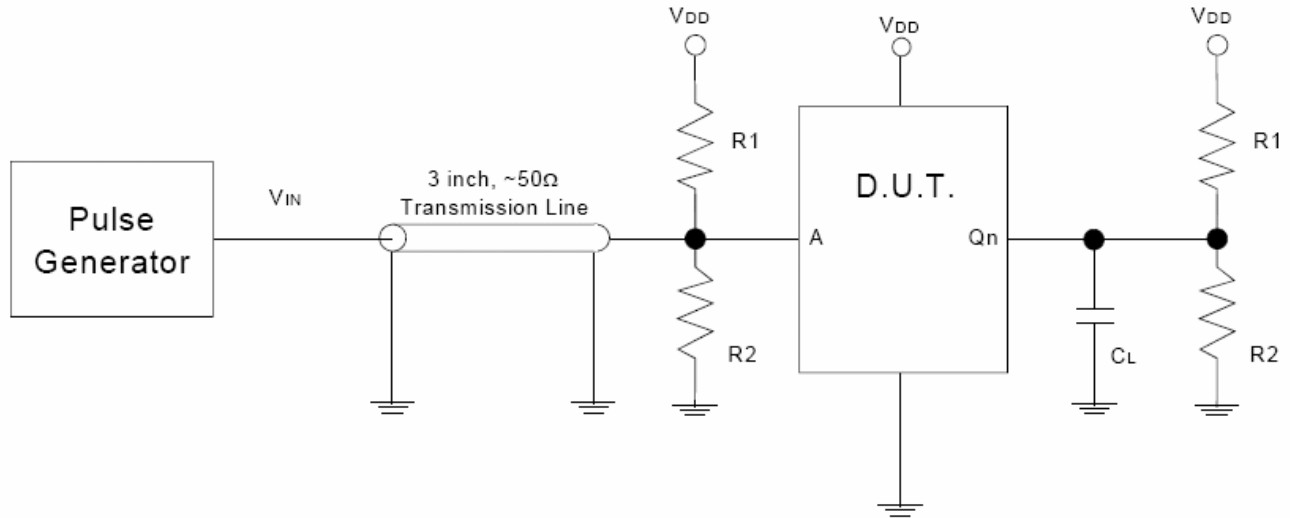 VDD
VDD
VDD
R1
R1
3 inch, ~50Ω
Transmission Line
D.U.T.
VIN
Pulse
Generator
A
Qn
R2
CL
R2